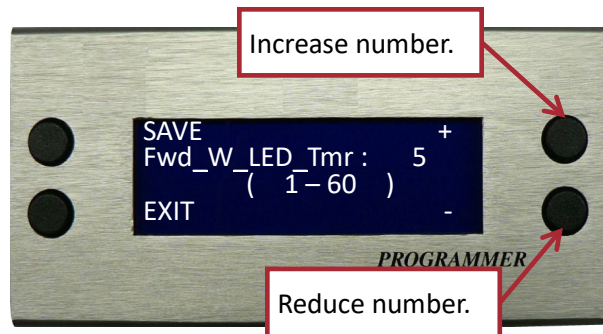 Increase number.
SAVE +
Fwd_W_LED_Tmr : 5
( 1 – 60 )
EXIT -
PROGRAMMER
Reduce number.